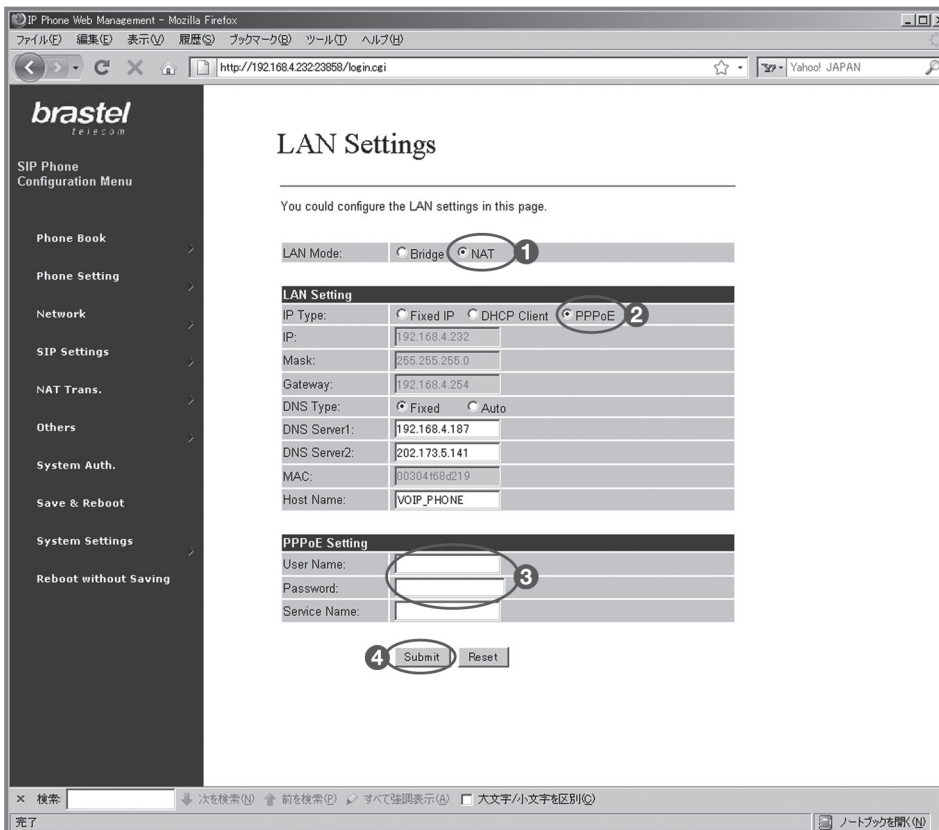 IP Phone Web Management - Mozilla Firefox
ファイル(F) 編集(E) 表示(V) 履歴(S) ブックマーク(B) ツール(T) ヘルプ(H)
http://192.168.4.232:23858/login.cgi
Yahoo! JAPAN
brastel
telecom
SIP Phone
Configuration Menu
Phone Book
Phone Setting
Network
SIP Settings
NAT Trans.
Others
System Auth.
Save & Reboot
System Settings
Reboot without Saving
LAN Settings
You could configure the LAN settings in this page.
LAN Mode: Bridge NAT 1
LAN Setting
IP Type: Fixed IP DHCP Client PPPoE 2
IP: 192.168.4.232
Mask: 255.255.255.0
Gateway: 192.168.4.254
DNS Type: Fixed Auto
DNS Server1: 192.168.4.187
DNS Server2: 202.173.5.141
MAC: 00304f68d219
Host Name: VOIP_PHONE
PPPoE Setting
User Name:
Password: 3
Service Name:
4 Submit Reset
× 検索: 次を検索(N) 前を検索(P) すべて強調表示(A) 大文字/小文字を区別(C)
完了 ノートブックを開く(N)